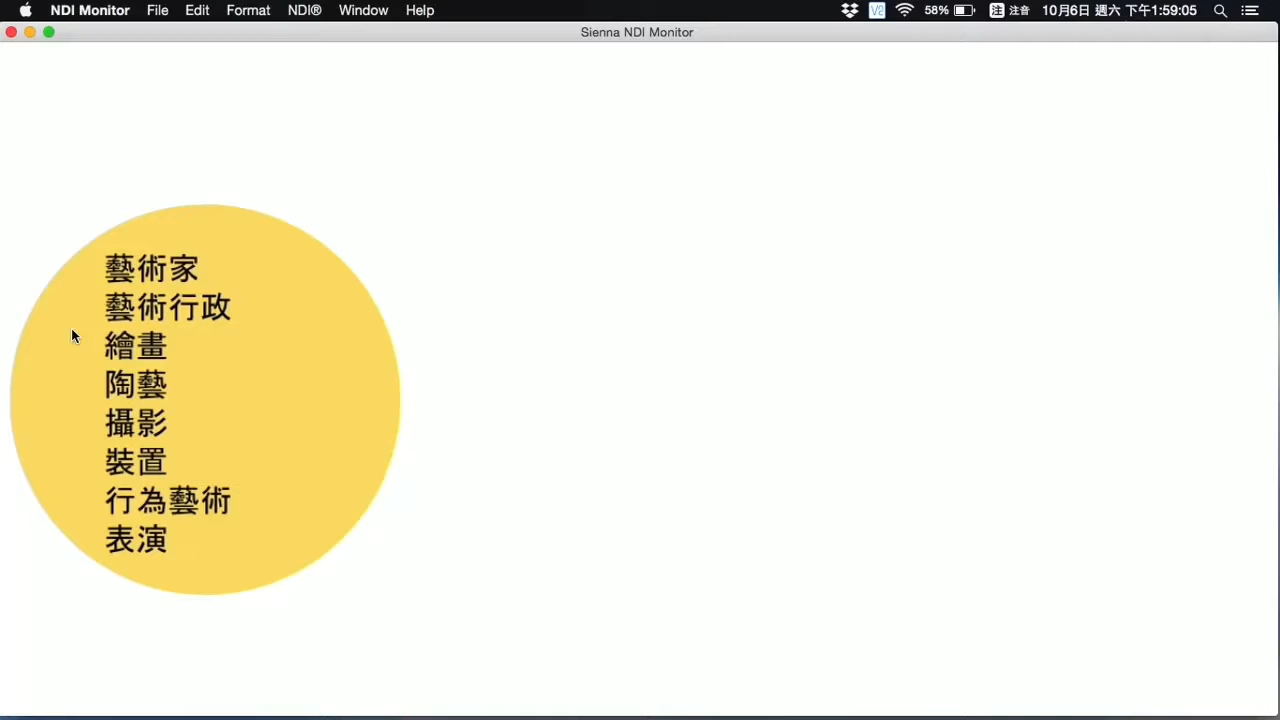 NDI Monitor File Edit Format NDI® Window Help V2 58% 注 注音 10月6日 週六 下午1:59:05
Sienna NDI Monitor
藝術家
藝術行政
繪畫
陶藝
攝影
裝置
行為藝術
表演